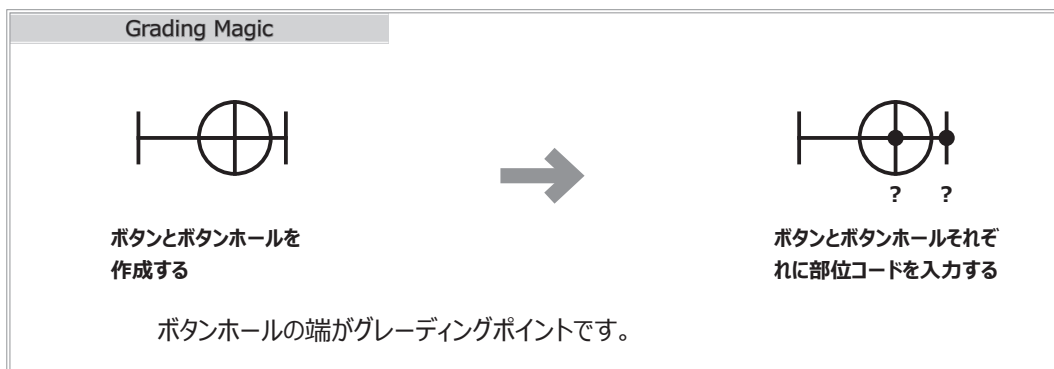 Grading Magic
? ?
ボタンとボタンホールを
作成する
ボタンとボタンホールそれぞ
れに部位コードを入力する
ボタンホールの端がグレーディングポイントです。